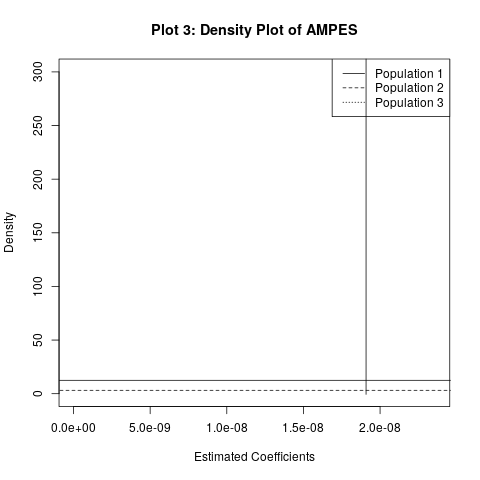 Plot 3: Density Plot of AMPES
Population 1
Population 2
Population 3
300
250
200
150
100
50
0
Density
0.0e+00 5.0e-09 1.0e-08 1.5e-08 2.0e-08
Estimated Coefficients